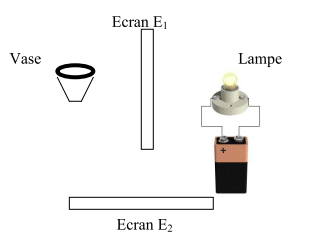 Ecran E₁
Vase
Lampe
+
Ecran E₂